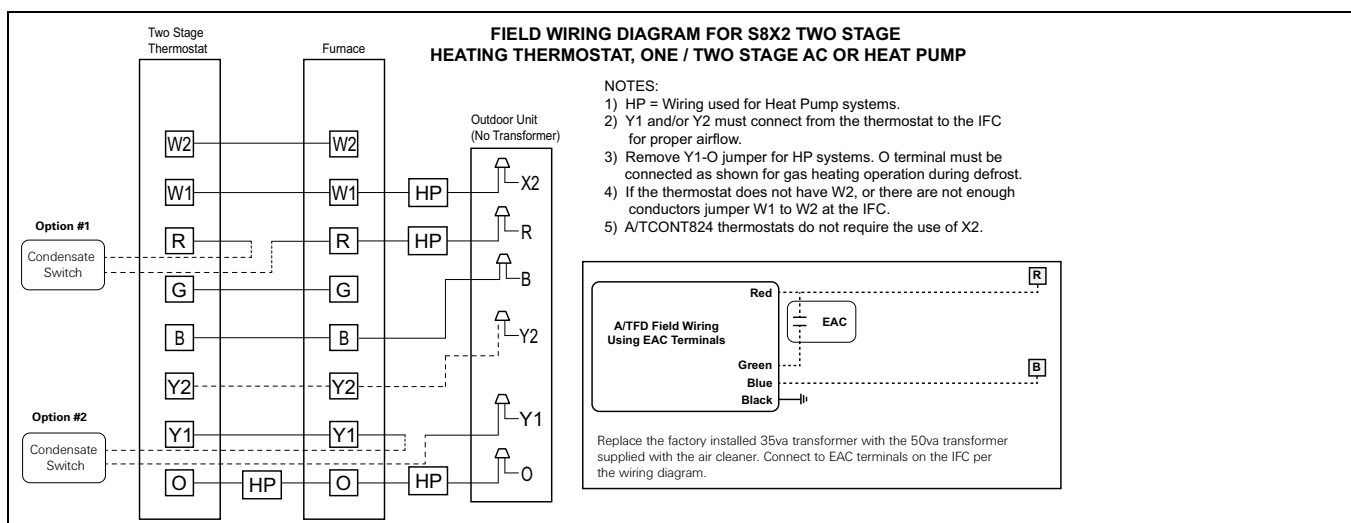 FIELD WIRING DIAGRAM FOR S8X2 TWO STAGE
HEATING THERMOSTAT, ONE / TWO STAGE AC OR HEAT PUMP
Two Stage
Thermostat
Furnace
Outdoor Unit
(No Transformer)
NOTES:
1) HP = Wiring used for Heat Pump systems.
2) Y1 and/or Y2 must connect from the thermostat to the IFC
for proper airflow.
3) Remove Y1-O jumper for HP systems. O terminal must be
connected as shown for gas heating operation during defrost.
4) If the thermostat does not have W2, or there are not enough
conductors jumper W1 to W2 at the IFC.
5) A/TCONT824 thermostats do not require the use of X2.
W2 W2
W1 W1 HP X2
Option #1
Condensate
Switch
R R HP R
G G
B B B
Y2 Y2 Y2
Option #2
Condensate
Switch
Y1 Y1 Y1
O HP O HP O
A/TFD Field Wiring
Using EAC Terminals
Red
R
EAC
Green
Blue
B
Black
Replace the factory installed 35va transformer with the 50va transformer
supplied with the air cleaner. Connect to EAC terminals on the IFC per
the wiring diagram.